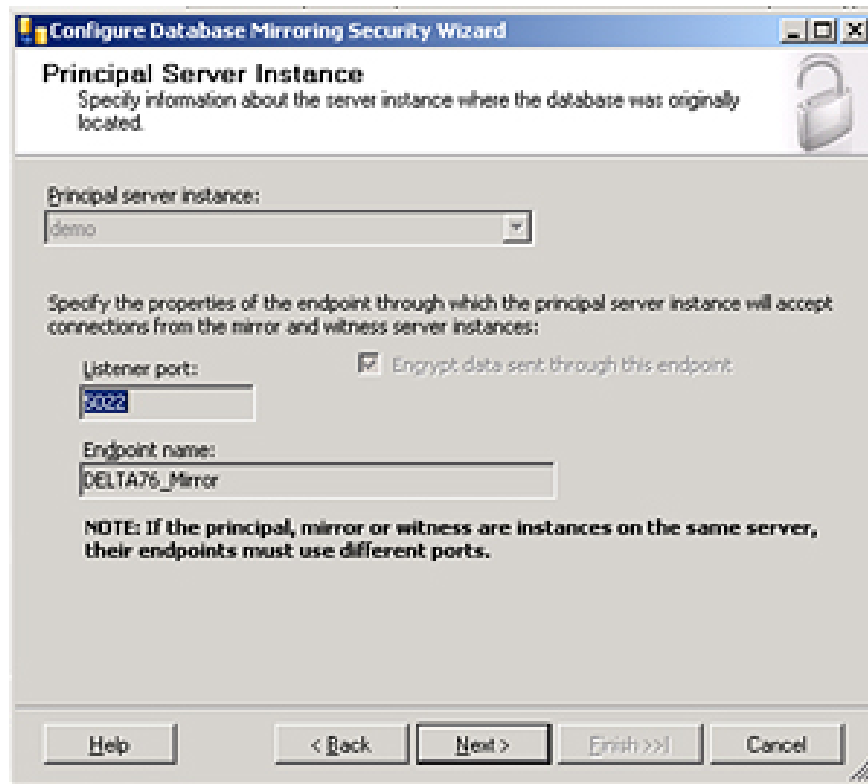 Configure Database Mirroring Security Wizard
Principal Server Instance
Specify information about the server instance where the database was originally
located.
Principal server instance:
demo
Specify the properties of the endpoint through which the principal server instance will accept
connections from the mirror and witness server instances:
Listener port:
Encrypt data sent through this endpoint
5022
Endpoint name:
DELTA76_Mirror
NOTE: If the principal, mirror or witness are instances on the same server,
their endpoints must use different ports.
Help
< Back
Next >
Finish >>|
Cancel